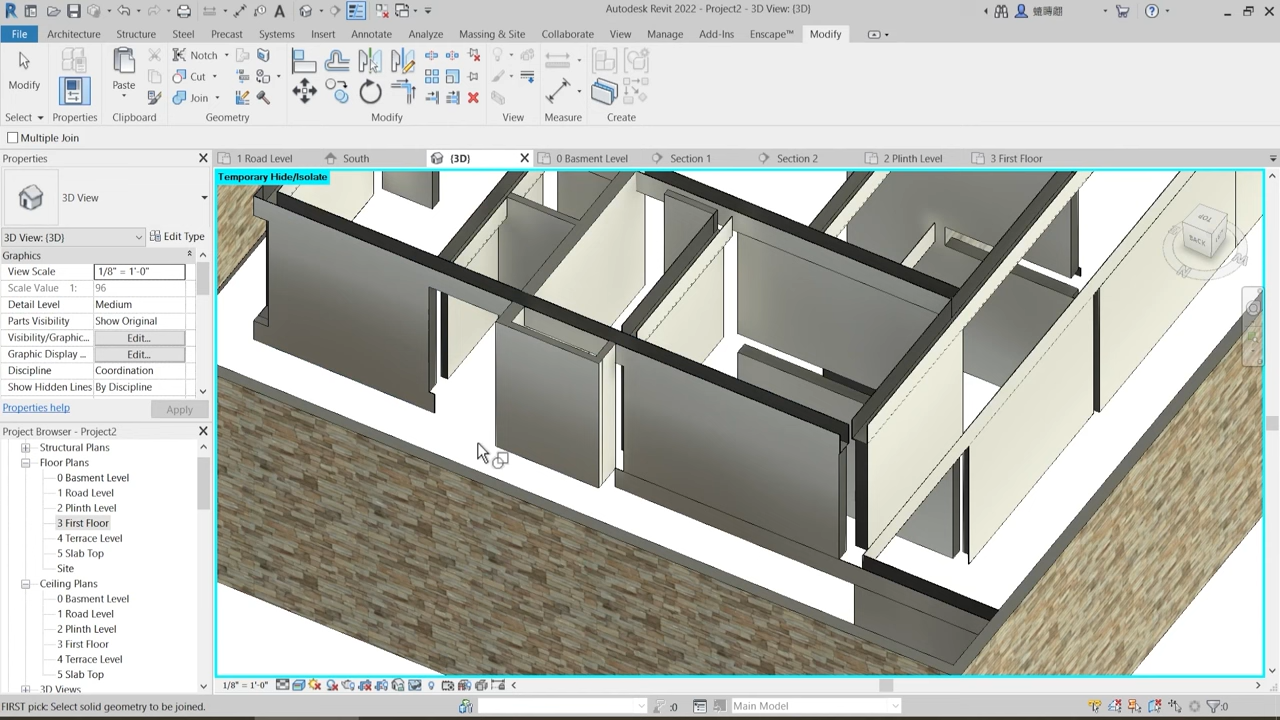 Autodesk Revit 2022 - Project2 - 3D View: {3D}
File Architecture Structure Steel Precast Systems Insert Annotate Analyze Massing & Site Collaborate View Manage Add-Ins Enscape™ Modify
Modify Paste Notch Cut Join
Select Properties Clipboard Geometry Modify View Measure Create
Multiple Join
Properties
1 Road Level South {3D} 0 Basment Level Section 1 Section 2 2 Plinth Level 3 First Floor
3D View
Temporary Hide/Isolate
3D View: {3D} Edit Type
Graphics
View Scale 1/8" = 1'-0"
Scale Value 1: 96
Detail Level Medium
Parts Visibility Show Original
Visibility/Graphic... Edit...
Graphic Display ... Edit...
Discipline Coordination
Show Hidden Lines By Discipline
Properties help Apply
Project Browser - Project2
Structural Plans
Floor Plans
0 Basment Level
1 Road Level
2 Plinth Level
3 First Floor
4 Terrace Level
5 Slab Top
Site
Ceiling Plans
0 Basment Level
1 Road Level
2 Plinth Level
3 First Floor
4 Terrace Level
5 Slab Top
3D Views
TOP
BACK
1/8" = 1'-0"
FIRST pick: Select solid geometry to be joined. :0 Main Model :0